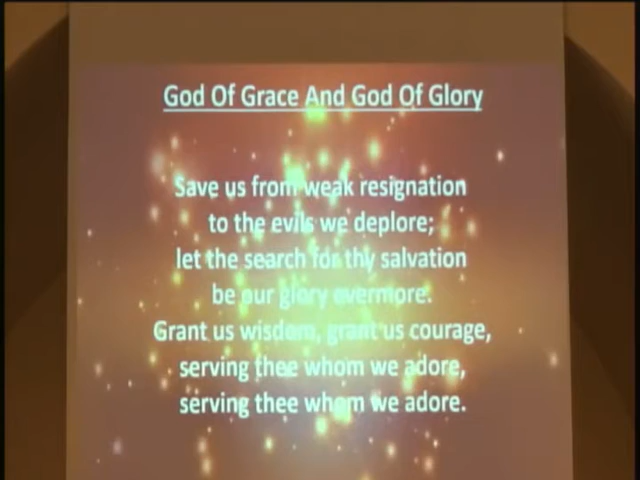 God Of Grace And God Of Glory
Save us from weak resignation
to the evils we deplore;
let the search for thy salvation
be our glory evermore.
Grant us wisdom, grant us courage,
serving thee whom we adore,
serving thee whom we adore.